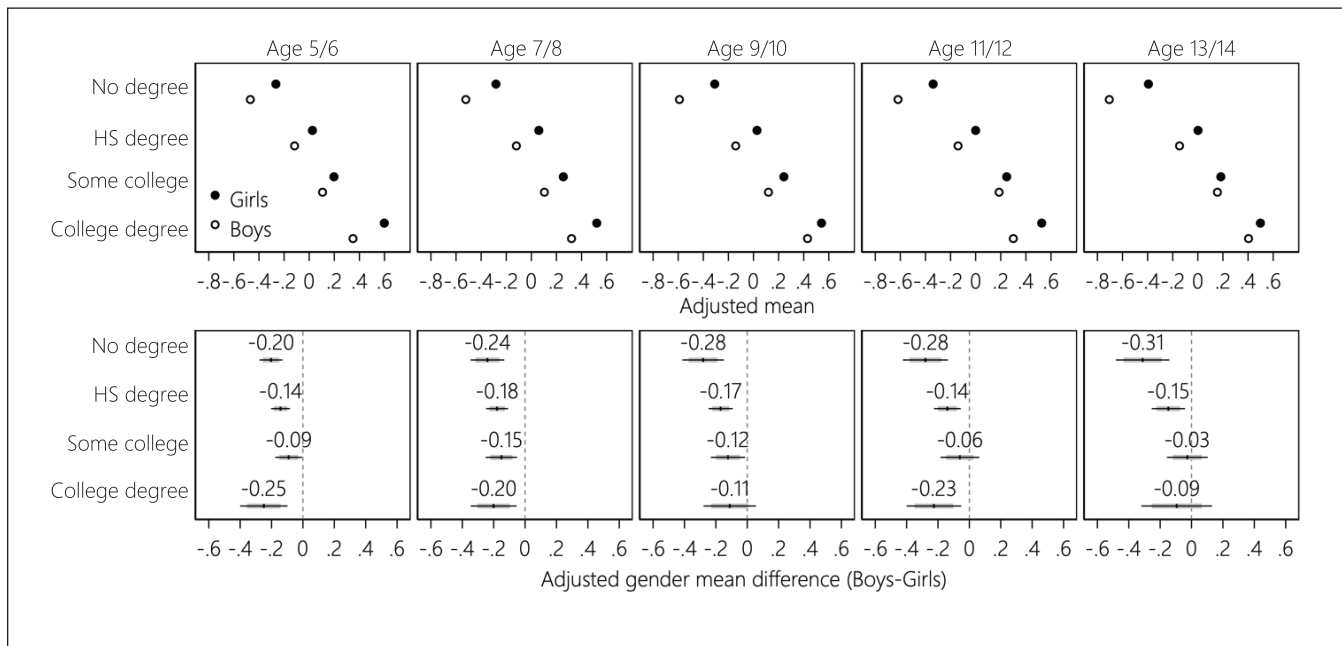 Age 5/6 Age 7/8 Age 9/10 Age 11/12 Age 13/14
No degree
HS degree
Some college
Girls
College degree Boys
-.8 -.6 -.4 -.2 0 .2 .4 .6 -.8 -.6 -.4 -.2 0 .2 .4 .6 -.8 -.6 -.4 -.2 0 .2 .4 .6 -.8 -.6 -.4 -.2 0 .2 .4 .6 -.8 -.6 -.4 -.2 0 .2 .4 .6
Adjusted mean
No degree -0.20 -0.24 -0.28 -0.28 -0.31
HS degree -0.14 -0.18 -0.17 -0.14 -0.15
Some college -0.09 -0.15 -0.12 -0.06 -0.03
College degree -0.25 -0.20 -0.11 -0.23 -0.09
-.6 -.4 -.2 0 .2 .4 .6 -.6 -.4 -.2 0 .2 .4 .6 -.6 -.4 -.2 0 .2 .4 .6 -.6 -.4 -.2 0 .2 .4 .6 -.6 -.4 -.2 0 .2 .4 .6
Adjusted gender mean difference (Boys-Girls)